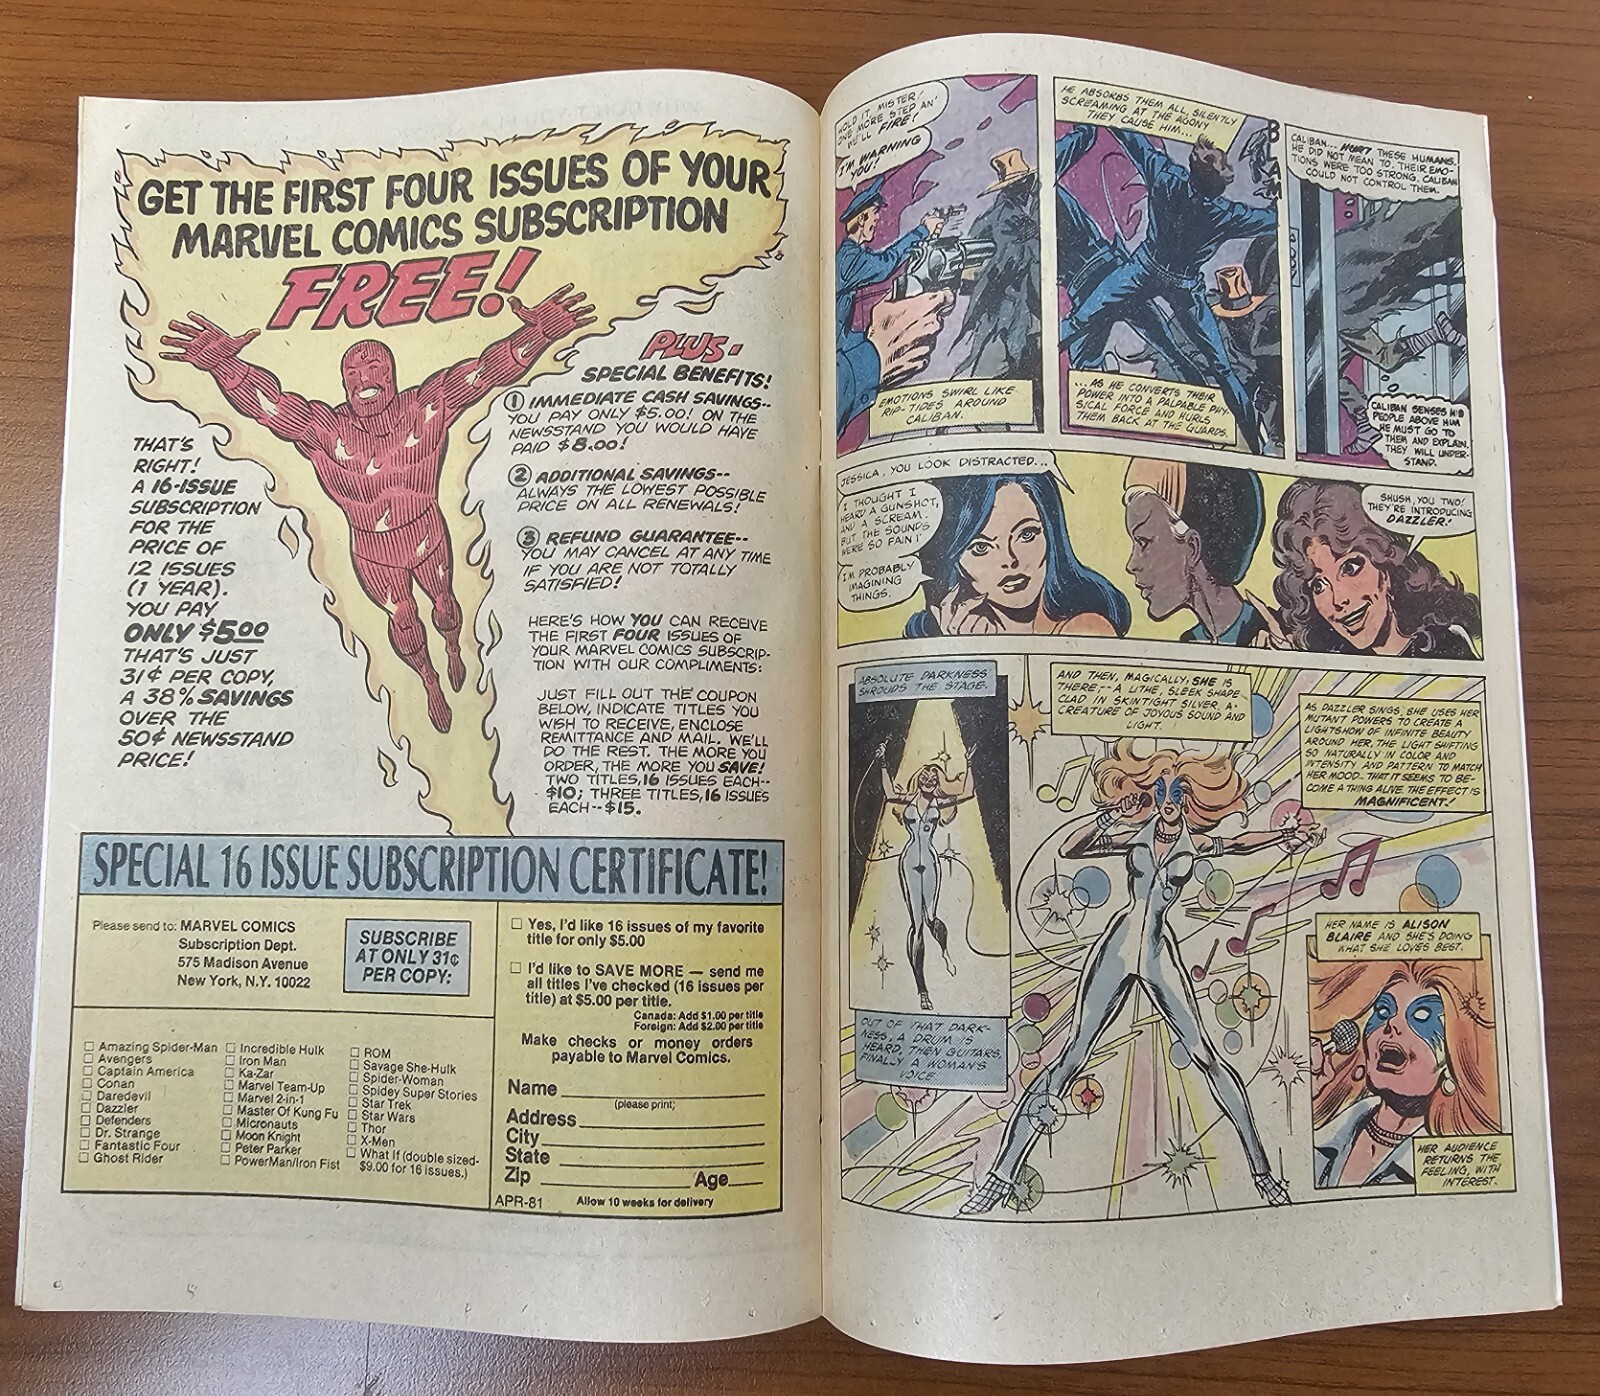 GET THE FIRST FOUR ISSUES OF YOUR
MARVEL COMICS SUBSCRIPTION
FREE!
PLUS-
SPECIAL BENEFITS!
① IMMEDIATE CASH SAVINGS--
YOU PAY ONLY $5.00! ON THE
NEWSSTAND YOU WOULD HAVE
PAID $8.00!
② ADDITIONAL SAVINGS--
ALWAYS THE LOWEST POSSIBLE
PRICE ON ALL RENEWALS!
③ REFUND GUARANTEE--
YOU MAY CANCEL AT ANY TIME
IF YOU ARE NOT TOTALLY
SATISFIED!
THAT'S
RIGHT!
A 16-ISSUE
SUBSCRIPTION
FOR THE
PRICE OF
12 ISSUES
(1 YEAR).
YOU PAY
ONLY $5.00
THAT'S JUST
31¢ PER COPY,
A 38% SAVINGS
OVER THE
50¢ NEWSSTAND
PRICE!
HERE'S HOW YOU CAN RECEIVE
THE FIRST FOUR ISSUES OF
YOUR MARVEL COMICS SUBSCRIP-
TION WITH OUR COMPLIMENTS:
JUST FILL OUT THE COUPON
BELOW, INDICATE TITLES YOU
WISH TO RECEIVE, ENCLOSE
REMITTANCE AND MAIL. WE'LL
DO THE REST. THE MORE YOU
ORDER, THE MORE YOU SAVE!
TWO TITLES, 16 ISSUES EACH--
$10; THREE TITLES, 16 ISSUES
EACH--$15.
SPECIAL 16 ISSUE SUBSCRIPTION CERTIFICATE!
Please send to: MARVEL COMICS
Subscription Dept.
575 Madison Avenue
New York, N.Y. 10022
SUBSCRIBE
AT ONLY 31¢
PER COPY:
☐ Yes, I'd like 16 issues of my favorite
title for only $5.00
☐ I'd like to SAVE MORE — send me
all titles I've checked (16 issues per
title) at $5.00 per title.
Canada: Add $1.00 per title
Foreign: Add $2.00 per title
Make checks or money orders
payable to Marvel Comics.
Name
(please print)
Address
City
State
Zip Age
APR-81 Allow 10 weeks for delivery
☐ Amazing Spider-Man
☐ Avengers
☐ Captain America
☐ Conan
☐ Daredevil
☐ Dazzler
☐ Defenders
☐ Dr. Strange
☐ Fantastic Four
☐ Ghost Rider
☐ Incredible Hulk
☐ Iron Man
☐ Ka-Zar
☐ Marvel Team-Up
☐ Marvel 2-in-1
☐ Master Of Kung Fu
☐ Micronauts
☐ Moon Knight
☐ Peter Parker
☐ PowerMan/Iron Fist
☐ ROM
☐ Savage She-Hulk
☐ Spider-Woman
☐ Spidey Super Stories
☐ Star Trek
☐ Star Wars
☐ Thor
☐ X-Men
☐ What If (double sized-
$9.00 for 16 issues.)
HOLD IT, MISTER!
ONE MORE STEP AN'
WE'LL FIRE!
I'M WARNING
YOU!
EMOTIONS SWIRL LIKE
RIP-TIDES AROUND
CALIBAN.
HE ABSORBS THEM ALL, SILENTLY
SCREAMING AT THE AGONY
THEY CAUSE HIM...
BLAM
...AS HE CONVERTS THEIR
POWER INTO A PALPABLE PHY-
SICAL FORCE AND HURLS
THEM BACK AT THE GUARDS.
CALIBAN... HURT THESE HUMANS.
HE DID NOT MEAN TO. THEIR EMO-
TIONS WERE TOO STRONG. CALIBAN
COULD NOT CONTROL THEM.
CALIBAN SENSES HIS
PEOPLE ABOVE HIM
HE MUST GO TO
THEM AND EXPLAIN.
THEY WILL UNDER-
STAND.
JESSICA, YOU LOOK DISTRACTED...
I THOUGHT I
HEARD A GUNSHOT,
AND A SCREAM.
BUT THE SOUNDS
WERE SO FAINT
I'M PROBABLY
IMAGINING
THINGS.
SHUSH, YOU TWO!
THEY'RE INTRODUCING
DAZZLER!
ABSOLUTE DARKNESS
SHROUDS THE STAGE.
OUT OF THAT DARK-
NESS, A DRUM IS
HEARD, THEN GUITARS,
FINALLY A WOMAN'S
VOICE
AND THEN, MAGICALLY, SHE IS
THERE,-- A LITHE, SLEEK SHAPE,
CLAD IN SKINTIGHT SILVER, A
CREATURE OF JOYOUS SOUND AND
LIGHT.
AS DAZZLER SINGS, SHE USES HER
MUTANT POWERS TO CREATE A
LIGHTSHOW OF INFINITE BEAUTY
AROUND HER, THE LIGHT SHIFTING
SO NATURALLY IN COLOR AND
INTENSITY AND PATTERN TO MATCH
HER MOOD-- THAT IT SEEMS TO BE-
COME A THING ALIVE. THE EFFECT IS
MAGNIFICENT!
HER NAME IS ALISON
BLAIRE AND SHE'S DOING
WHAT SHE LOVES BEST.
HER AUDIENCE
RETURNS THE
FEELING, WITH
INTEREST.